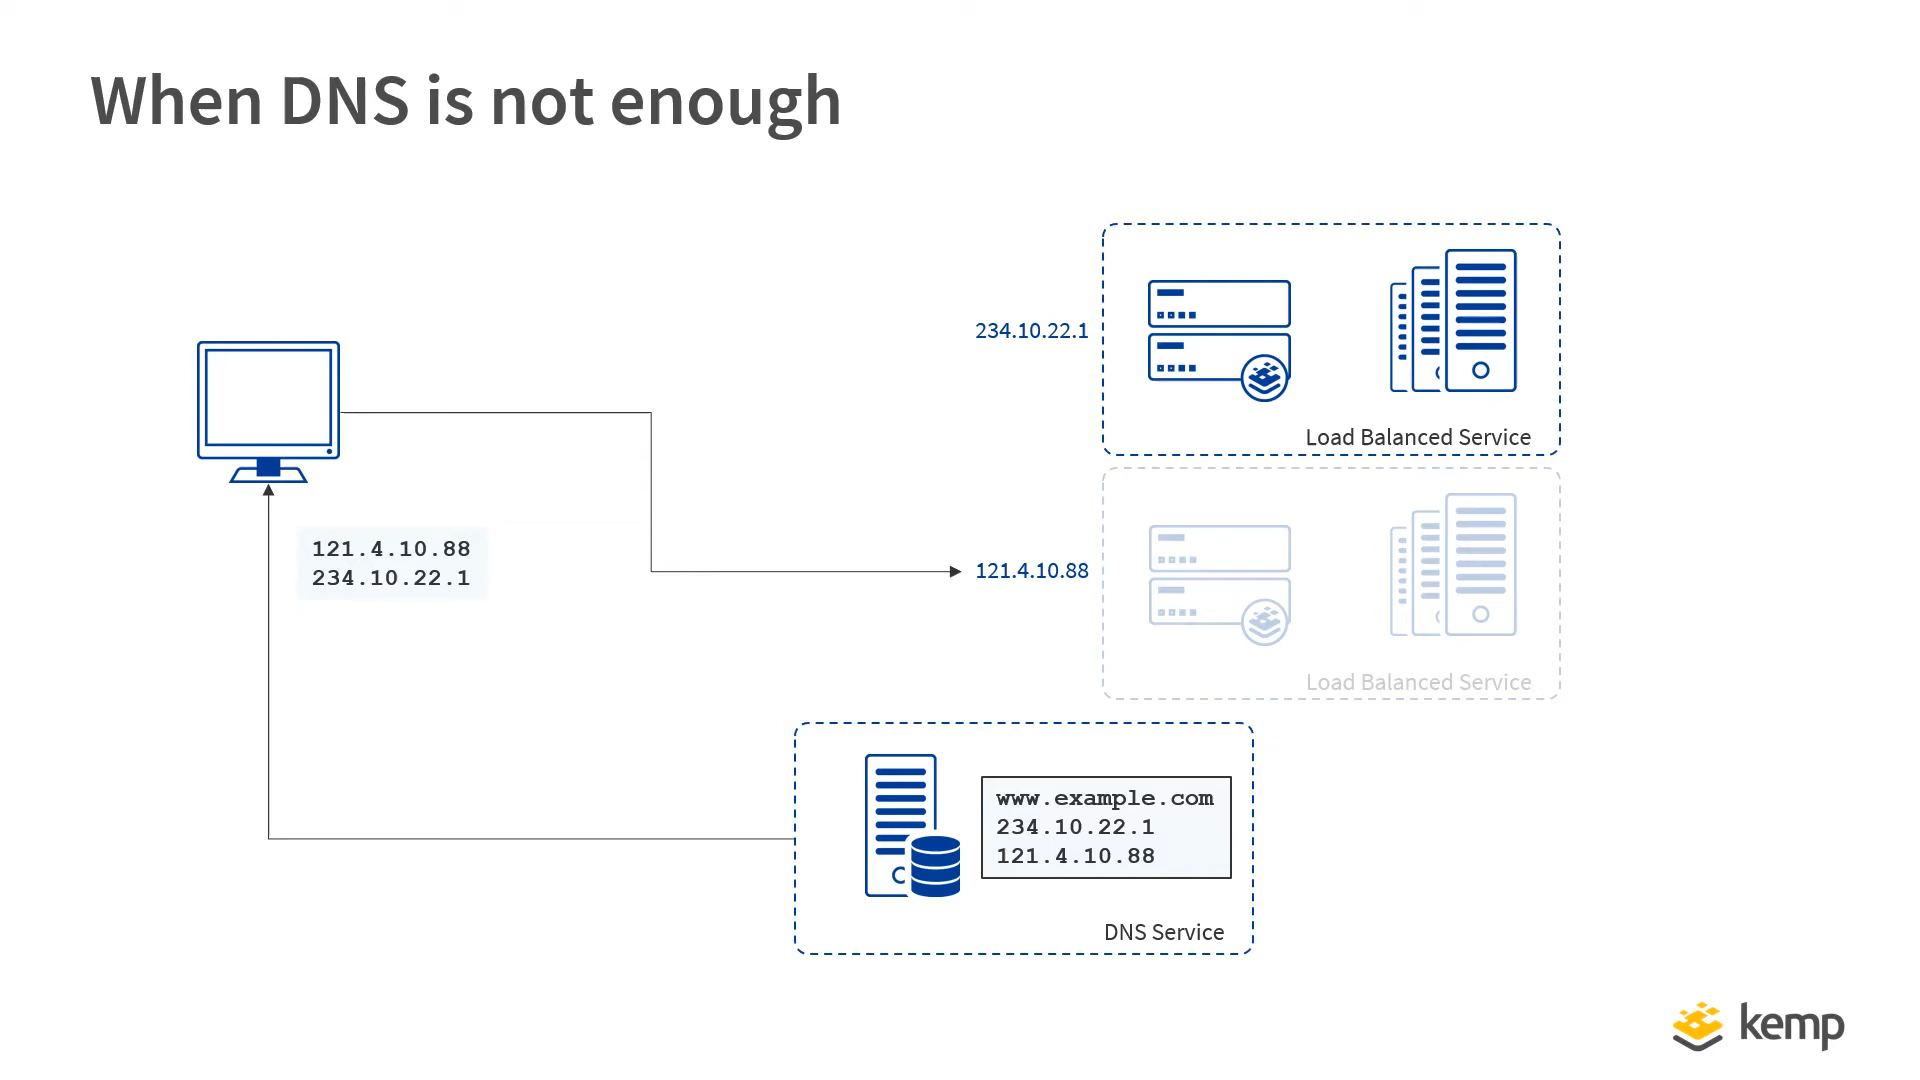 When DNS is not enough
234.10.22.1
Load Balanced Service
121.4.10.88
234.10.22.1
121.4.10.88
Load Balanced Service
www.example.com
234.10.22.1
121.4.10.88
DNS Service
kemp